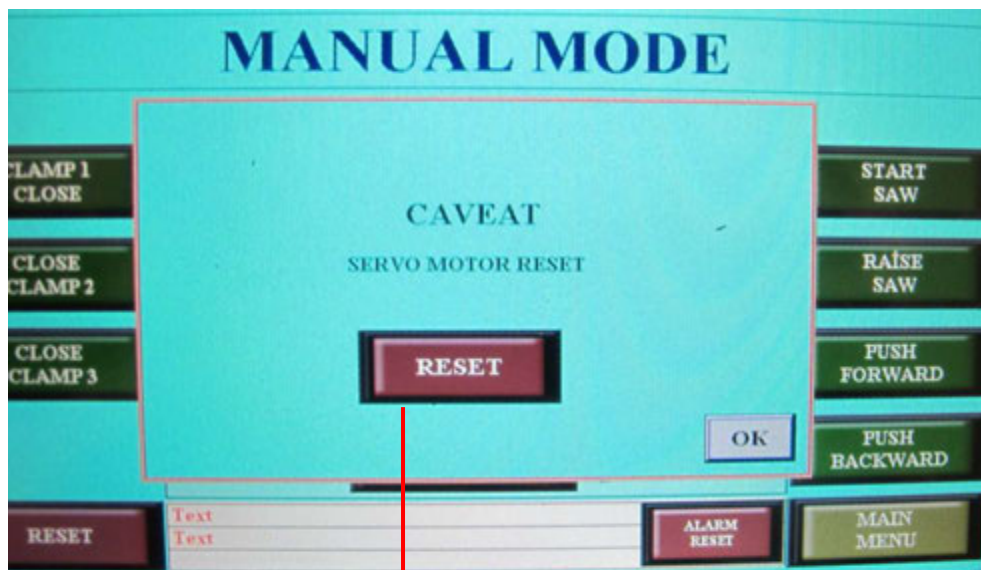 MANUAL MODE
CLAMP 1
CLOSE
CLOSE
CLAMP 2
CLOSE
CLAMP 3
CAVEAT
SERVO MOTOR RESET
RESET
OK
START
SAW
RAİSE
SAW
PUSH
FORWARD
PUSH
BACKWARD
RESET
Text
Text
ALARM
RESET
MAIN
MENU